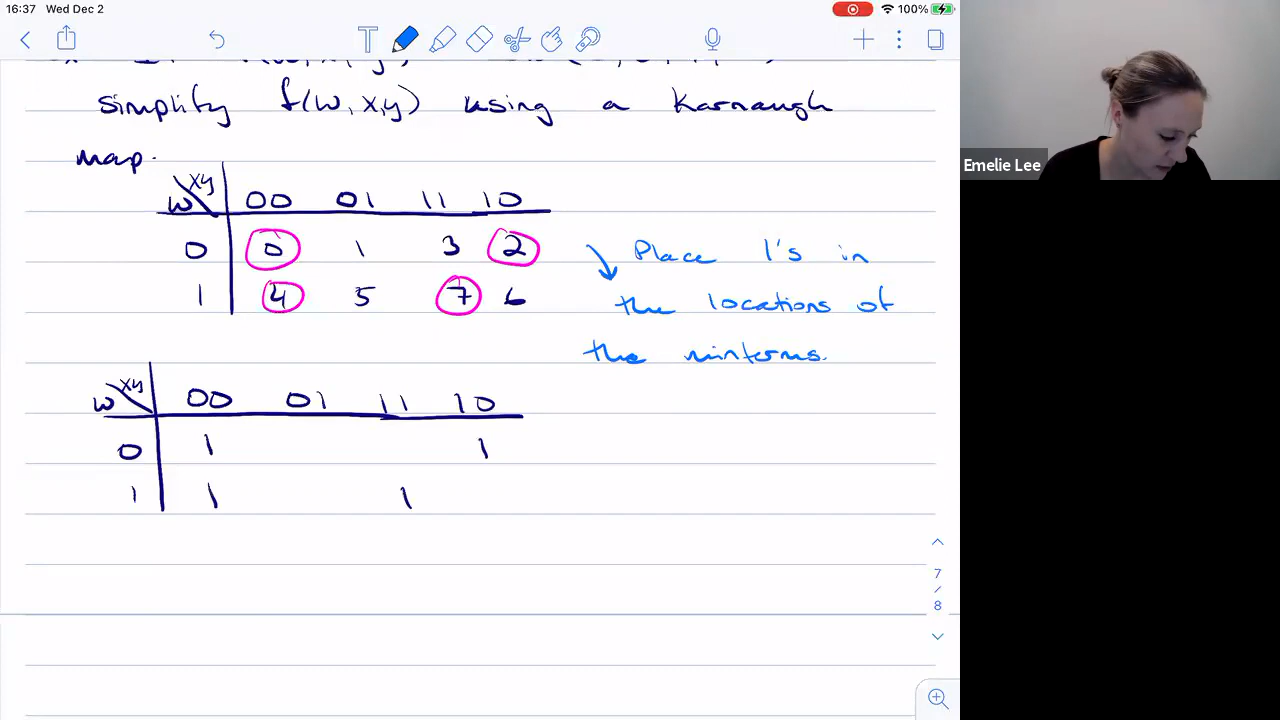 16:37 Wed Dec 2
100%
simplify f(w, x,y) using a Karnaugh
map.
w xy 00 01 11 10
0 0 1 3 2
1 4 5 7 6
Place 1's in
the locations of
the minterms.
w xy 00 01 11 10
0 1 1
1 1 1
7
/
8
Emelie Lee